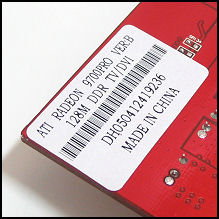 ATI RADEON 9700PRO VER:B
128M DDR TV/DVI
DH050412419236
MADE IN CHINA